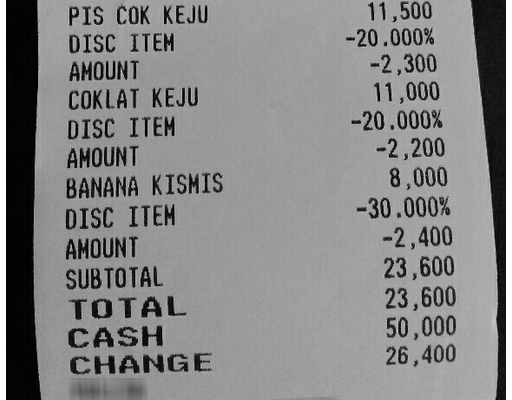 PIS COK KEJU 11,500
DISC ITEM -20.000%
AMOUNT -2,300
COKLAT KEJU 11,000
DISC ITEM -20.000%
AMOUNT -2,200
BANANA KISMIS 8,000
DISC ITEM -30.000%
AMOUNT -2,400
SUBTOTAL 23,600
TOTAL 23,600
CASH 50,000
CHANGE 26,400